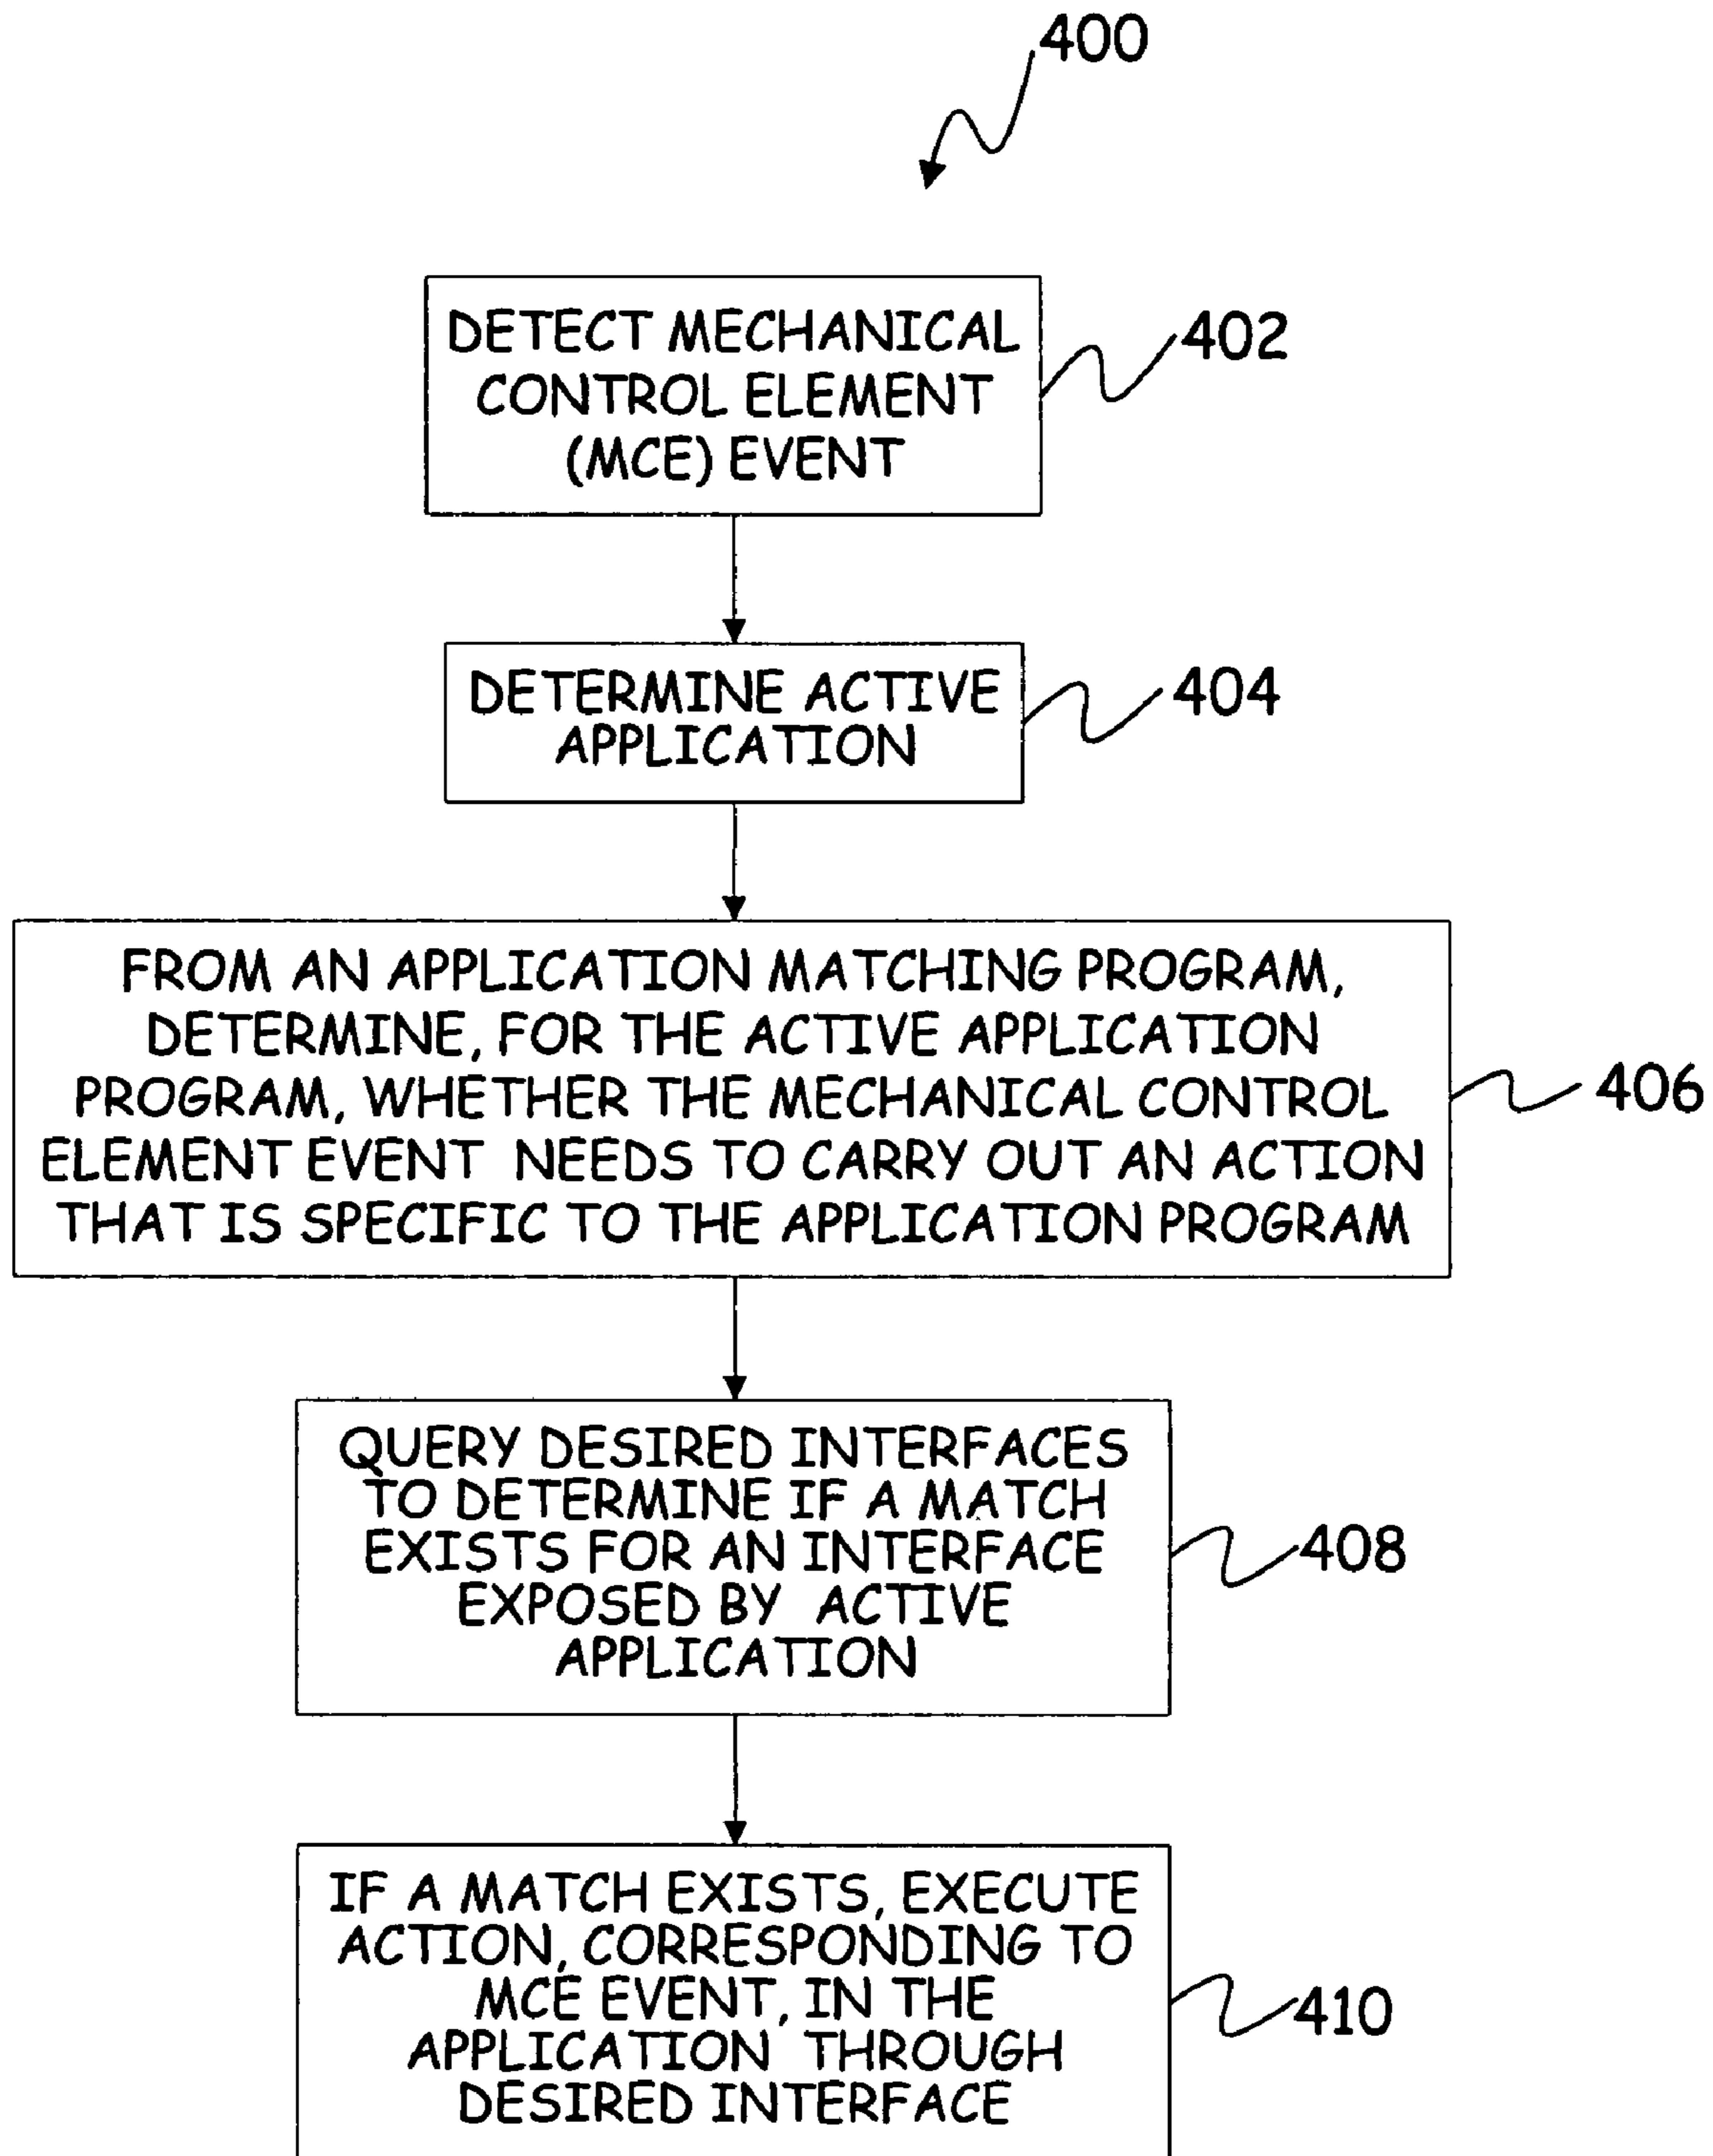 400
DETECT MECHANICAL
CONTROL ELEMENT
(MCE) EVENT
402
DETERMINE ACTIVE
APPLICATION
404
FROM AN APPLICATION MATCHING PROGRAM,
DETERMINE, FOR THE ACTIVE APPLICATION
PROGRAM, WHETHER THE MECHANICAL CONTROL
ELEMENT EVENT NEEDS TO CARRY OUT AN ACTION
THAT IS SPECIFIC TO THE APPLICATION PROGRAM
406
QUERY DESIRED INTERFACES
TO DETERMINE IF A MATCH
EXISTS FOR AN INTERFACE
EXPOSED BY ACTIVE
APPLICATION
408
IF A MATCH EXISTS, EXECUTE
ACTION, CORRESPONDING TO
MCE EVENT, IN THE
APPLICATION THROUGH
DESIRED INTERFACE
410